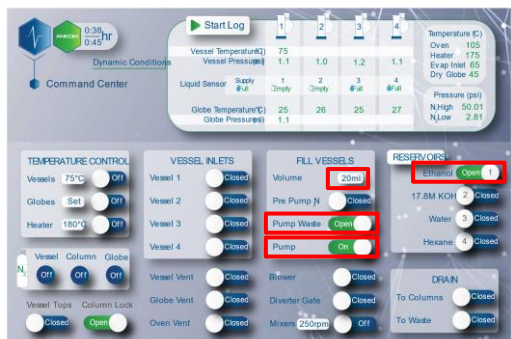 ANKOM
0:38
0:45 hr
Dynamic Conditions
Command Center
Start Log
1 2 3 4
Vessel Temperature(C) 75
Vessel Pressure(psi) 1.1 1.0 1.2 1.1
Liquid Sensor Supply Full 1 Empty 2 Empty 3 Full 4 Full
Globe Temperature(°C) 25 26 25 27
Globe Pressure(psi) 1.1
Temperature (C)
Oven 105
Heater 175
Evap Inlet 65
Dry Globe 45
Pressure (psi)
N2High 50.01
N2Low 2.81
TEMPERATURE CONTROL
Vessels 75°C Off
Globes Set Off
Heater 180°C Off
N2
Vessel Column Globe
Off Off Off
Vessel Tops Column Lock
Closed Open
VESSEL INLETS
Vessel 1 Closed
Vessel 2 Closed
Vessel 3 Closed
Vessel 4 Closed
Vessel Vent Closed
Globe Vent Closed
Oven Vent Closed
FILL VESSELS
Volume 20ml
Pre Pump N Closed
Pump Waste Open
Pump On
Blower Closed
Diverter Gate Closed
Mixers 250rpm Off
RESERVOIRS
Ethanol Open 1
17.8M KOH 2 Closed
Water 3 Closed
Hexane 4 Closed
DRAIN
To Columns Closed
To Waste Closed